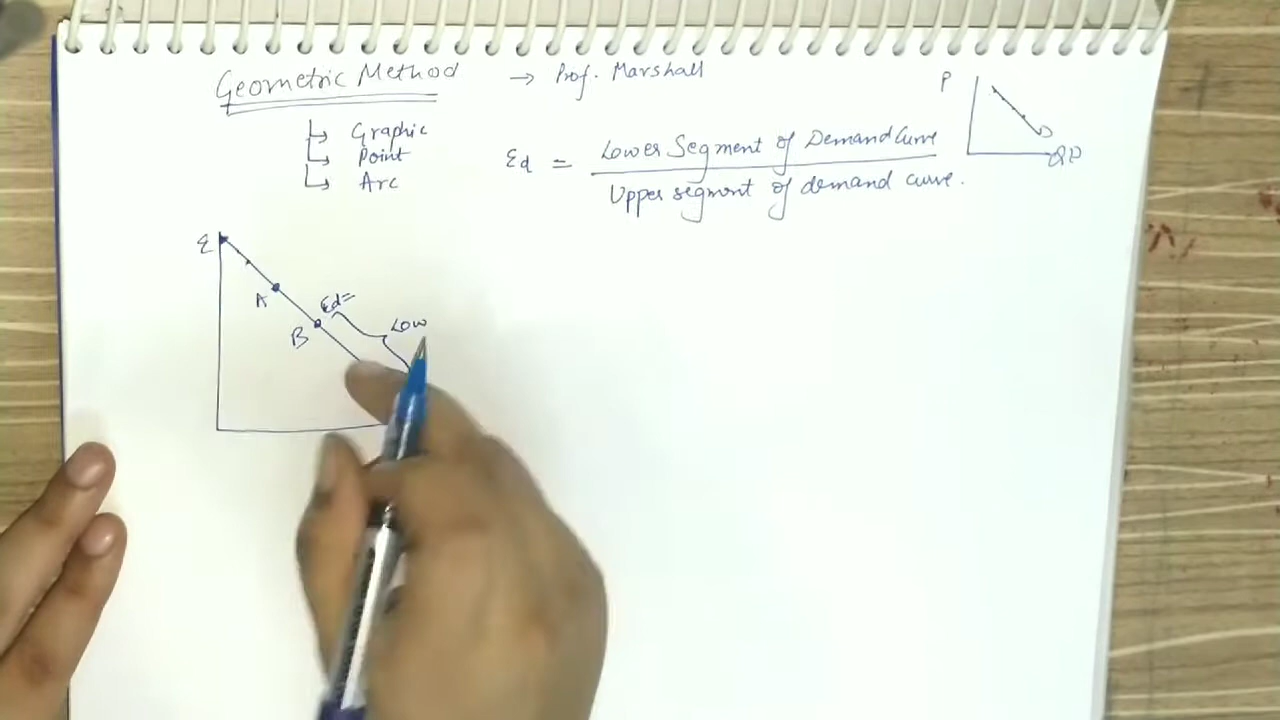 Geometric Method → Prof. Marshall
Graphic
Point
Arc
Ed = Lower Segment of Demand Curve
Upper segment of demand curve.
P
D
QD
E
A
B
Ed=
Low